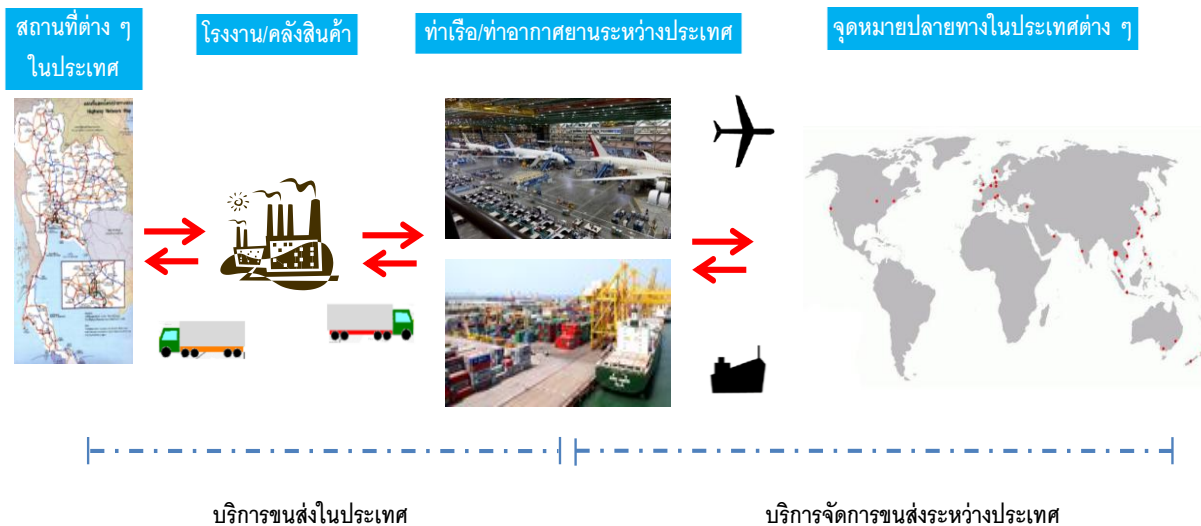 สถานที่ต่าง ๆ
ในประเทศ
โรงงาน/คลังสินค้า
ท่าเรือ/ท่าอากาศยานระหว่างประเทศ
จุดหมายปลายทางในประเทศต่าง ๆ
Highway Network Map
บริการขนส่งในประเทศ
บริการจัดการขนส่งระหว่างประเทศ